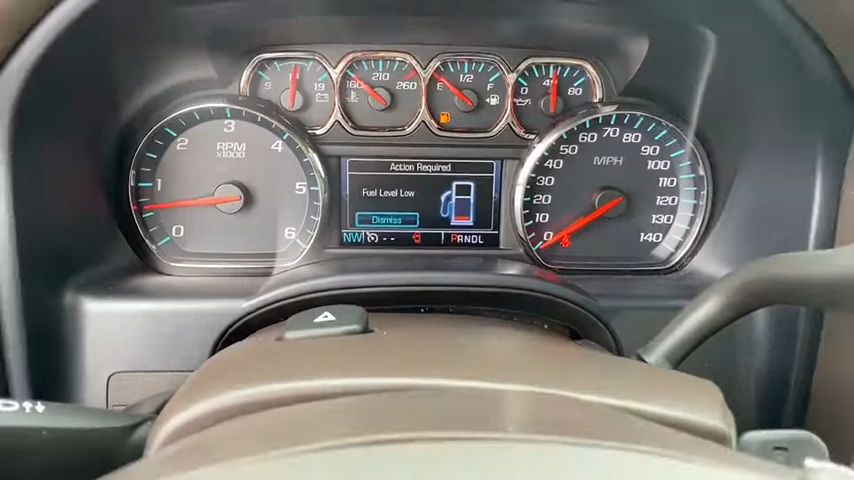 9 19
160 210 260
E 1/2 F
0 40 80
RPM
x1000
0 1 2 3 4 5 6
Action Required
Fuel Level Low
Dismiss
NW -- PRNDL
MPH
0 10 20 30 40 50 60 70 80 90 100 110 120 130 140